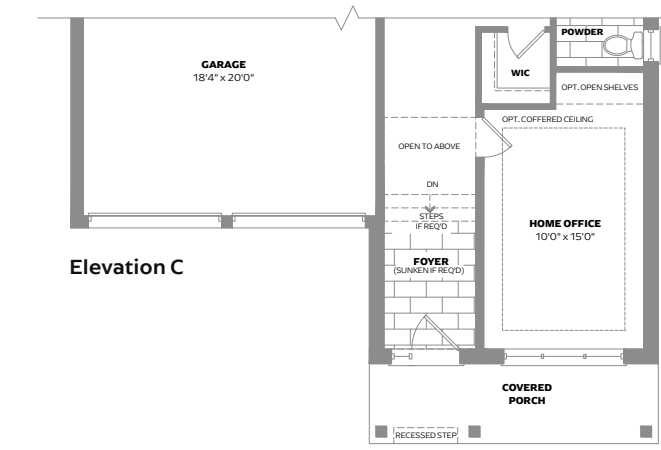 POWDER
GARAGE
18'4" x 20'0"
WIC
OPT. OPEN SHELVES
OPT. COFFERED CEILING
OPEN TO ABOVE
DN
STEPS
IF REQ'D
HOME OFFICE
10'0" x 15'0"
FOYER
(SUNKEN IF REQ'D)
Elevation C
COVERED
PORCH
RECESSED STEP